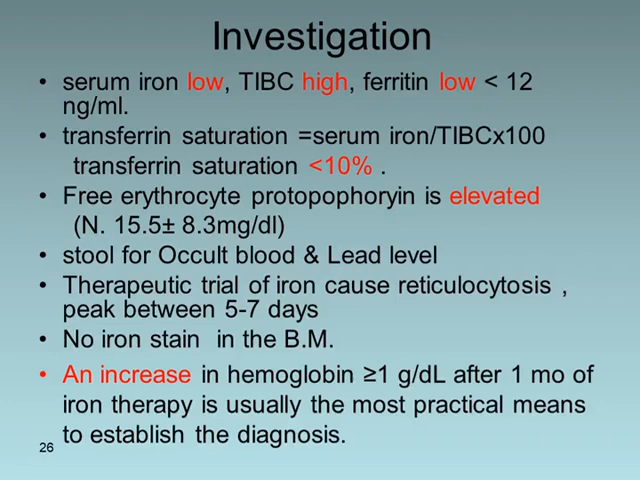 Investigation
• serum iron low, TIBC high, ferritin low < 12
ng/ml.
• transferrin saturation =serum iron/TIBCx100
transferrin saturation <10% .
• Free erythrocyte protopophoryin is elevated
(N. 15.5± 8.3mg/dl)
• stool for Occult blood & Lead level
• Therapeutic trial of iron cause reticulocytosis ,
peak between 5-7 days
• No iron stain in the B.M.
• An increase in hemoglobin ≥1 g/dL after 1 mo of
iron therapy is usually the most practical means
to establish the diagnosis.
26